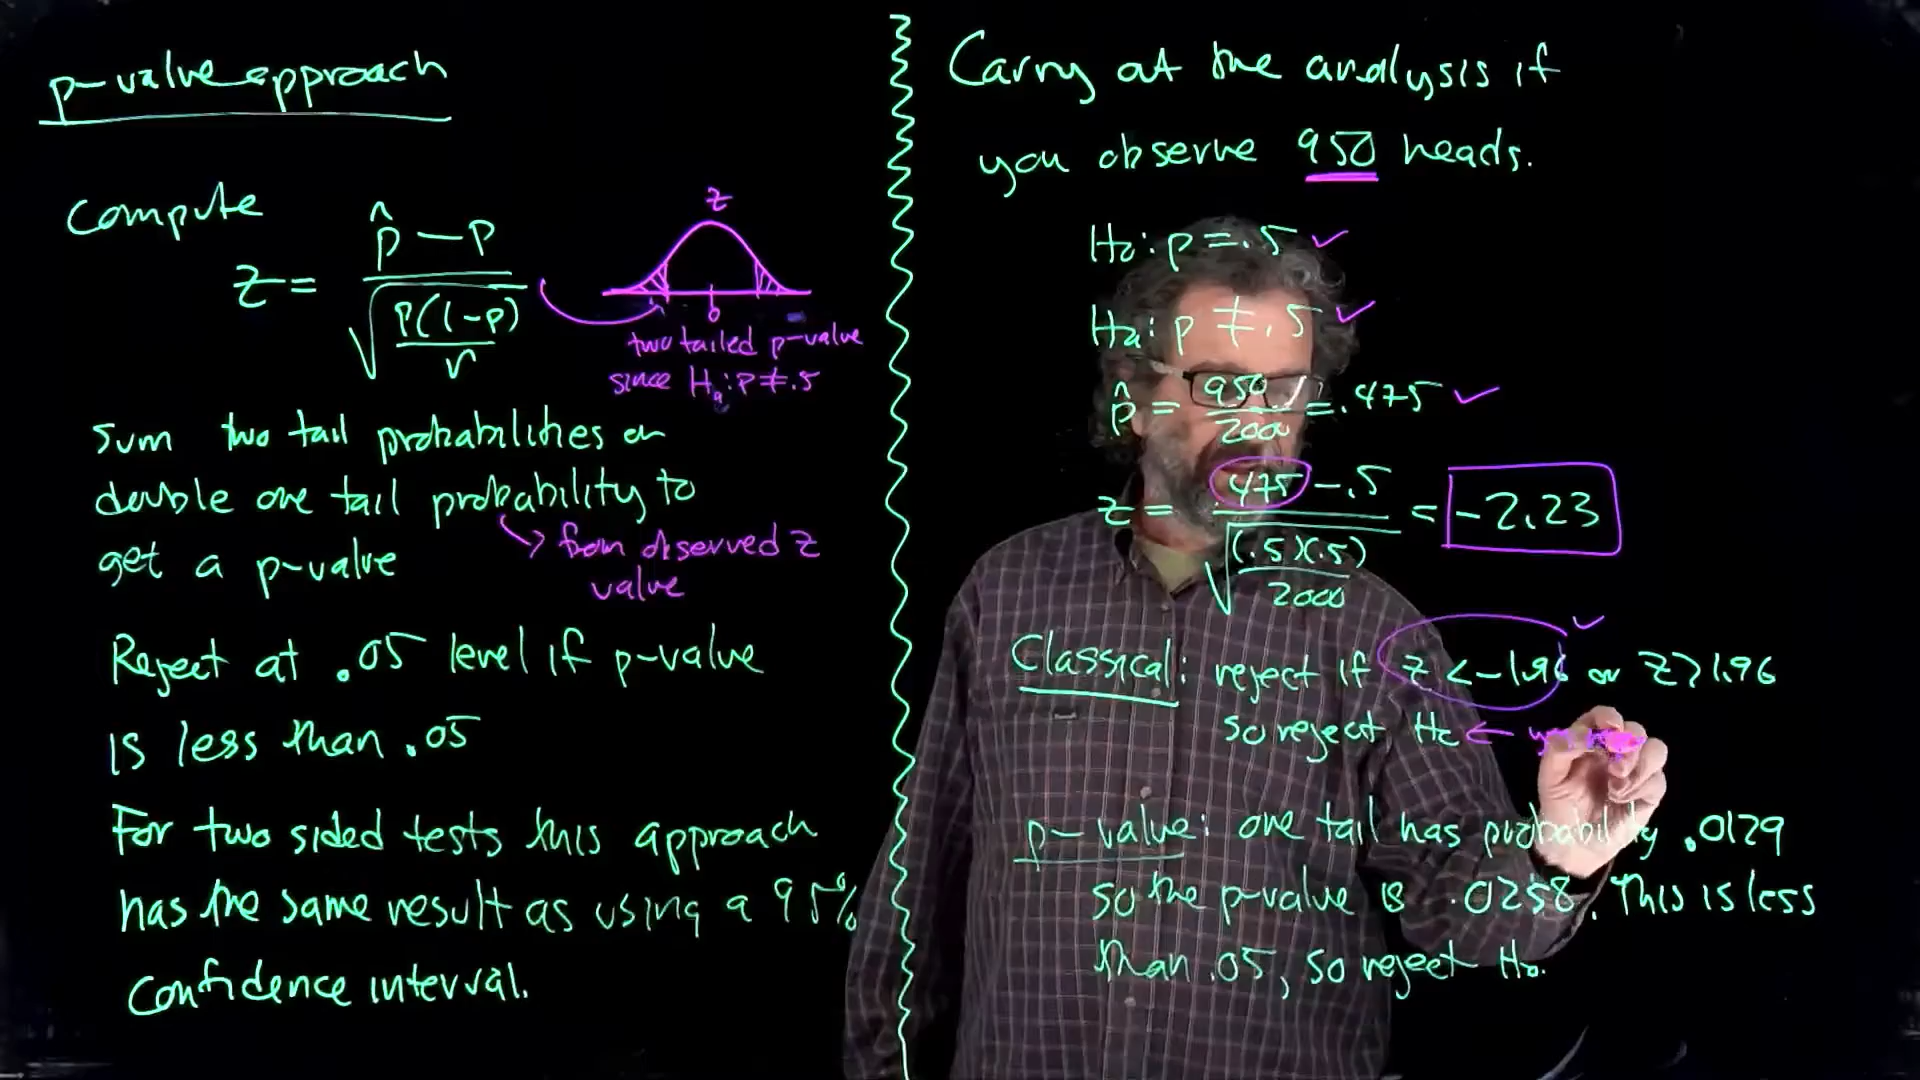 p-value approach
Compute
z = p̂ − p / √(p(1-p)/n)
z
0
two tailed p-value
since Ha: p ≠ .5
Sum two tail probabilities or
double one tail probability to
get a p-value
from observed z
value
Reject at .05 level if p-value
is less than .05
For two sided tests this approach
has the same result as using a 95%
confidence interval.
Carry at the analysis if
you observe 950 heads.
H₀: p = .5 ✓
Ha: p ≠ .5 ✓
p̂ = 950/2000 = .475 ✓
z = .475 − .5 / √((.5)(.5)/2000) = -2.23
Classical: reject if z < -1.96 or z > 1.96 ✓
so reject H₀ ←
p-value: one tail has probability .0129
so the p-value is .0258. This is less
than .05, so reject H₀.